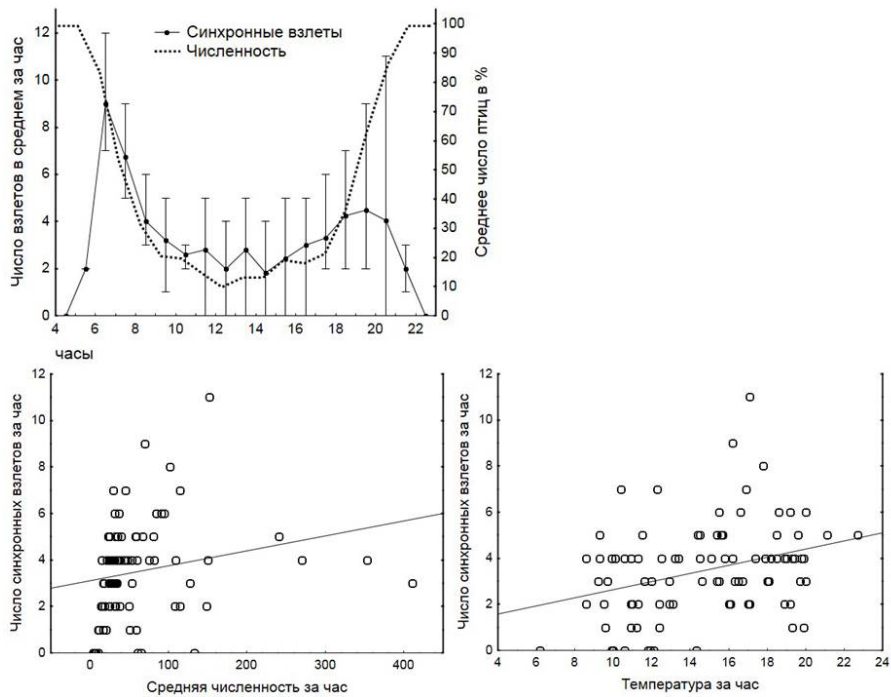 Синхронные взлеты
Численность
Число взлетов в среднем за час
12
10
8
6
4
2
0
100
90
80
70
60
50
40
30
20
10
0
Среднее число птиц в %
4 6 8 10 12 14 16 18 20 22
часы
Число синхронных взлетов за час
12
10
8
6
4
2
0
0 100 200 300 400
Средняя численность за час
Число синхронных взлетов за час
12
10
8
6
4
2
0
4 6 8 10 12 14 16 18 20 22 24
Температура за час